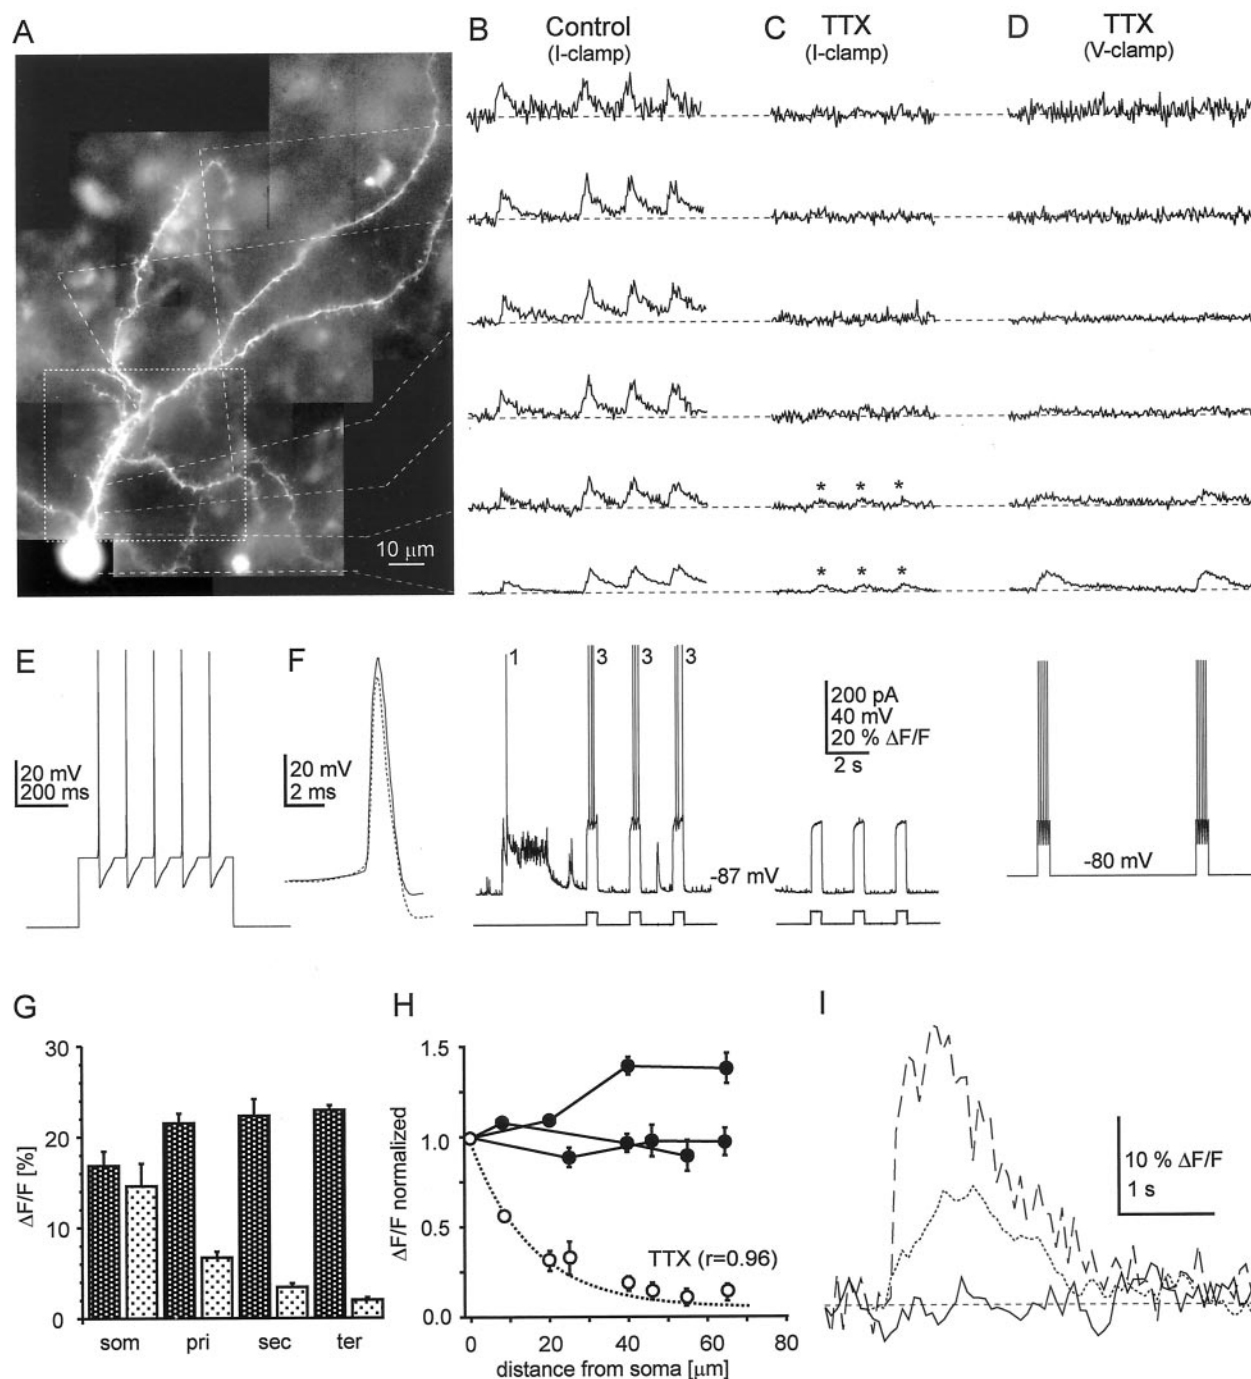 A
B
Control
(I-clamp)
C
TTX
(I-clamp)
D
TTX
(V-clamp)
* * *
* * *
10 μm
E
20 mV
200 ms
F
20 mV
2 ms
1 3 3 3
-87 mV
200 pA
40 mV
20 % ΔF/F
2 s
-80 mV
G
ΔF/F [%]
30
20
10
0
som pri sec ter
H
ΔF/F normalized
1.5
1.0
0.5
0.0
TTX (r=0.96)
0 20 40 60 80
distance from soma [μm]
I
10 % ΔF/F
1 s